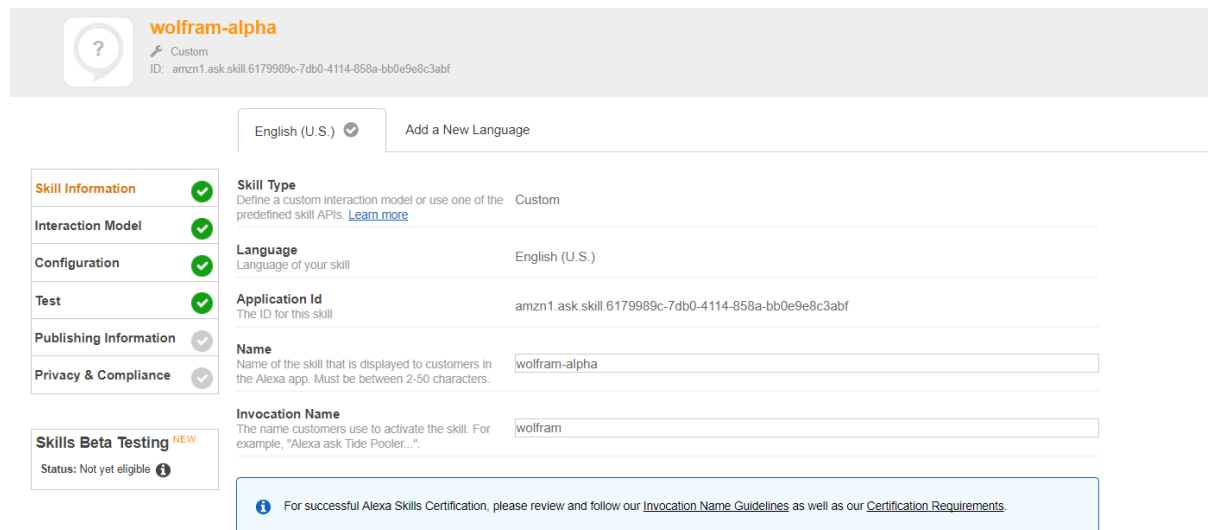 ?
wolfram-alpha
Custom
ID: amzn1.ask.skill.6179989c-7db0-4114-858a-bb0e9e8c3abf
English (U.S.)
Add a New Language
Skill Information
Interaction Model
Configuration
Test
Publishing Information
Privacy & Compliance
Skills Beta Testing NEW
Status: Not yet eligible
Skill Type
Define a custom interaction model or use one of the
predefined skill APIs. Learn more
Custom
Language
Language of your skill
English (U.S.)
Application Id
The ID for this skill
amzn1.ask.skill.6179989c-7db0-4114-858a-bb0e9e8c3abf
Name
Name of the skill that is displayed to customers in
the Alexa app. Must be between 2-50 characters.
wolfram-alpha
Invocation Name
The name customers use to activate the skill. For
example, "Alexa ask Tide Pooler...".
wolfram
For successful Alexa Skills Certification, please review and follow our Invocation Name Guidelines as well as our Certification Requirements.